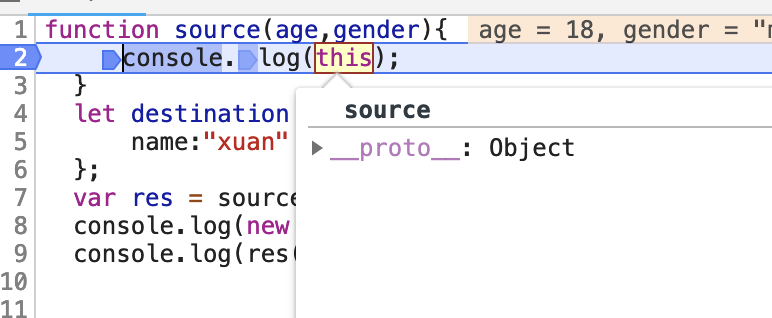 1 function source(age,gender){ age = 18, gender = "
2 console.log(this);
3 }
source
4 let destination
__proto__: Object
5 name:"xuan"
6 };
7 var res = source
8 console.log(new
9 console.log(res(
10
11